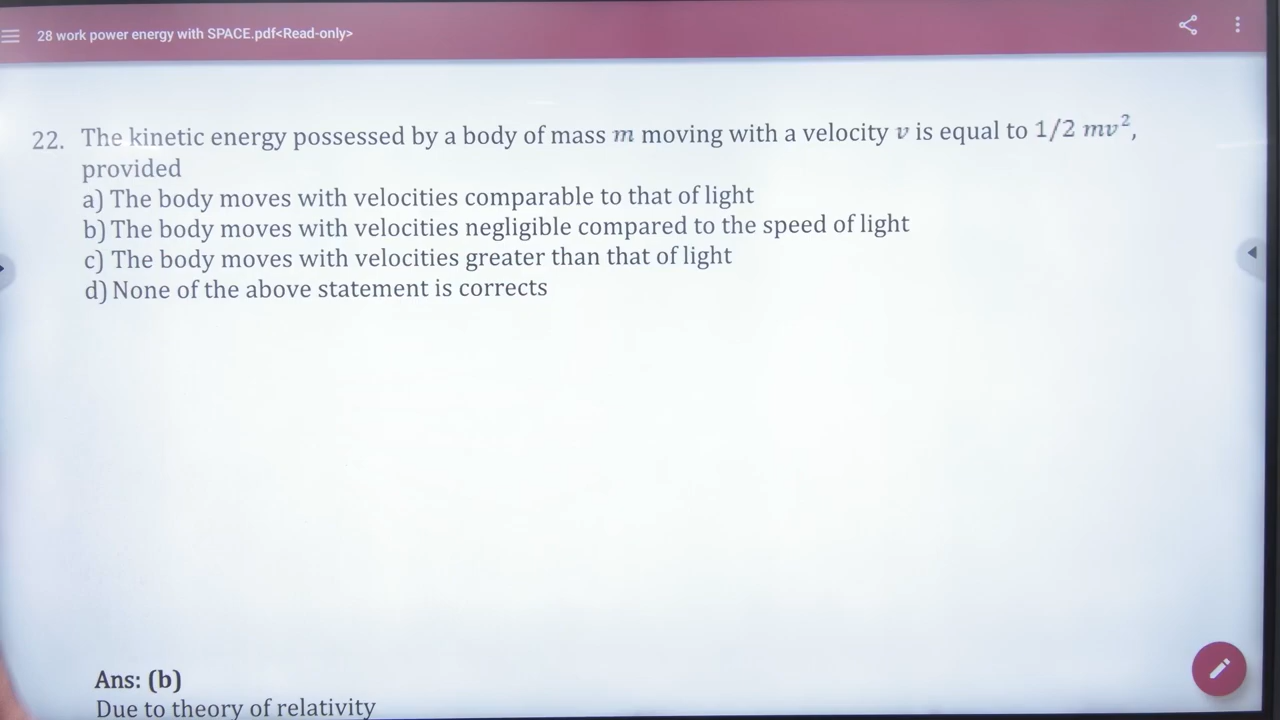 28 work power energy with SPACE.pdf<Read-only>
22. The kinetic energy possessed by a body of mass m moving with a velocity v is equal to 1/2 mv²,
provided
a) The body moves with velocities comparable to that of light
b) The body moves with velocities negligible compared to the speed of light
c) The body moves with velocities greater than that of light
d) None of the above statement is corrects
Ans: (b)
Due to theory of relativity